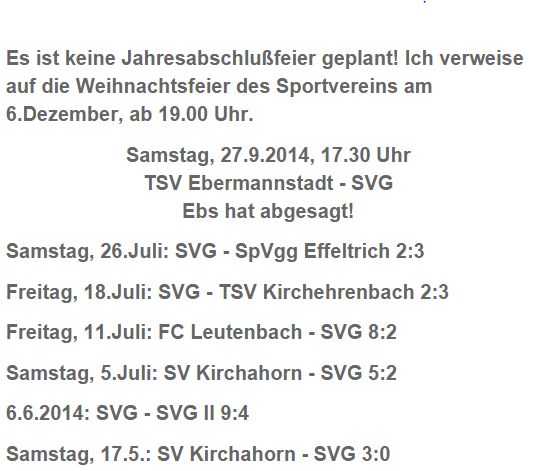 Es ist keine Jahresabschlußfeier geplant! Ich verweise
auf die Weihnachtsfeier des Sportvereins am
6.Dezember, ab 19.00 Uhr.
Samstag, 27.9.2014, 17.30 Uhr
TSV Ebermannstadt - SVG
Ebs hat abgesagt!
Samstag, 26.Juli: SVG - SpVgg Effeltrich 2:3
Freitag, 18.Juli: SVG - TSV Kirchehrenbach 2:3
Freitag, 11.Juli: FC Leutenbach - SVG 8:2
Samstag, 5.Juli: SV Kirchahorn - SVG 5:2
6.6.2014: SVG - SVG II 9:4
Samstag, 17.5.: SV Kirchahorn - SVG 3:0